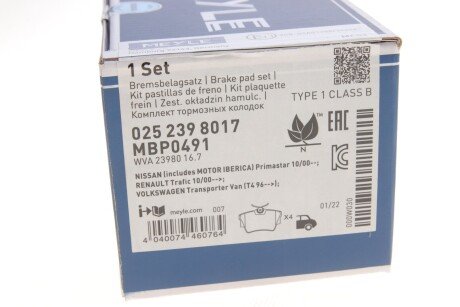 YLE
1 Set
Bremsbelagsatz | Brake pad set |
Kit pastillas de freno | Kit plaquette
frein | Zest. okładzin hamulc. |
Комплект тормозных колодок
TYPE 1 CLASS B
025 239 8017
MBP0491
WVA 23980 16.7
N
EAC
NISSAN (includes MOTOR IBERICA) Primastar 10/00-->;
RENAULT Trafic 10/00-->;
VOLKSWAGEN Transporter Van (T4 96-->);
meyle.com
007
X4
01/22
4 040074 460764